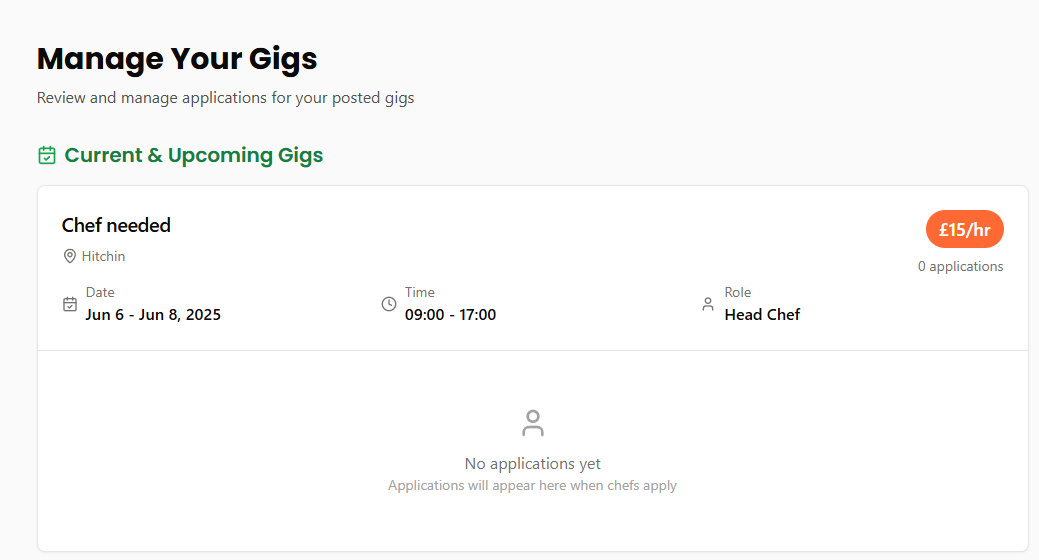 Manage Your Gigs
Review and manage applications for your posted gigs
Current & Upcoming Gigs
Chef needed
£15/hr
Hitchin
0 applications
Date
Jun 6 - Jun 8, 2025
Time
09:00 - 17:00
Role
Head Chef
No applications yet
Applications will appear here when chefs apply